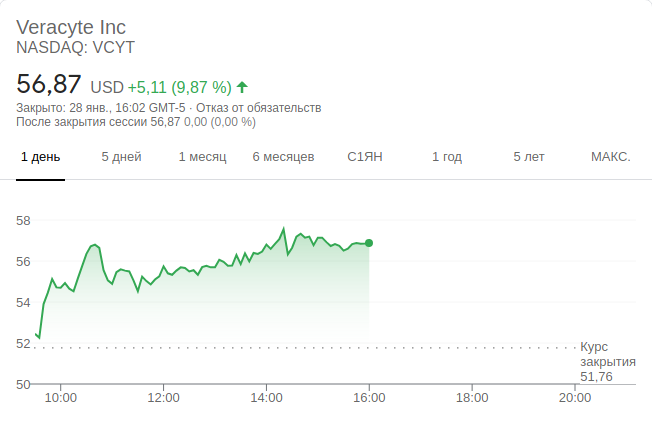 Veracyte Inc
NASDAQ: VCYT
56,87 USD +5,11 (9,87 %)
Закрыто: 28 янв., 16:02 GMT-5 · Отказ от обязательств
После закрытия сессии 56,87 0,00 (0,00 %)
1 день 5 дней 1 месяц 6 месяцев С1ЯН 1 год 5 лет МАКС.
58
56
54
52
Курс
закрытия
51,76
50
10:00 12:00 14:00 16:00 18:00 20:00